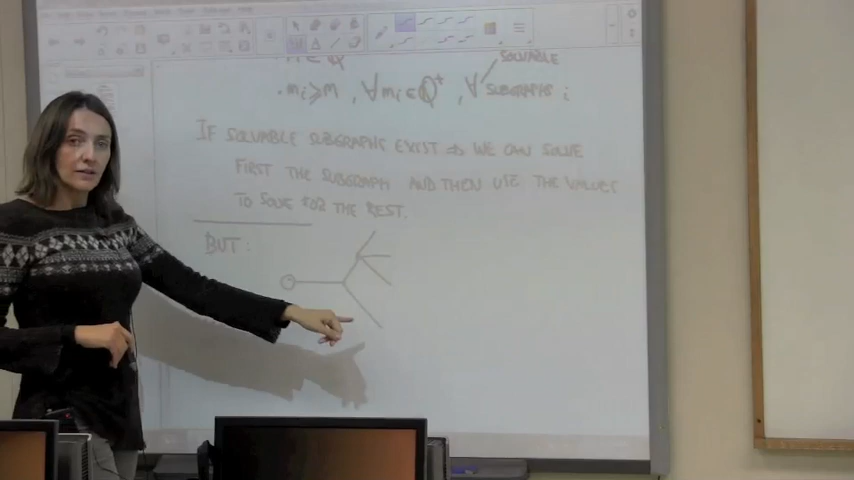 · m ∈ Q
SOLVABLE
· mᵢ ⩾ M , ∀mᵢ ∈ Q⁺ , ∀ SUBGRAPHS i
IF SOLVABLE SUBGRAPHS EXIST ⇒ WE CAN SOLVE
FIRST THE SUBGRAPH AND THEN USE THE VALUES
TO SOLVE FOR THE REST.
BUT: